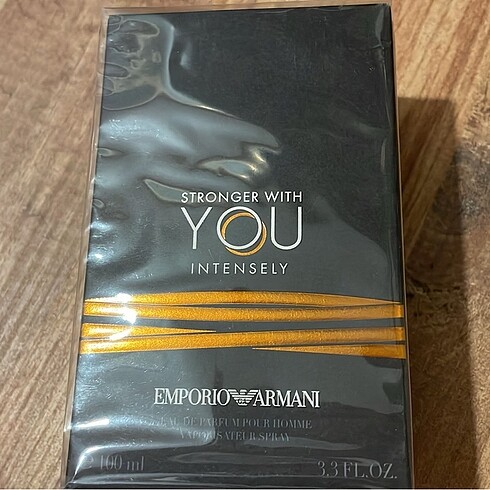 STRONGER WITH
YOU
INTENSELY
EMPORIO ARMANI
EAU DE PARFUM POUR HOMME
VAPORISATEUR SPRAY
100 ml 3.3 FL.OZ.